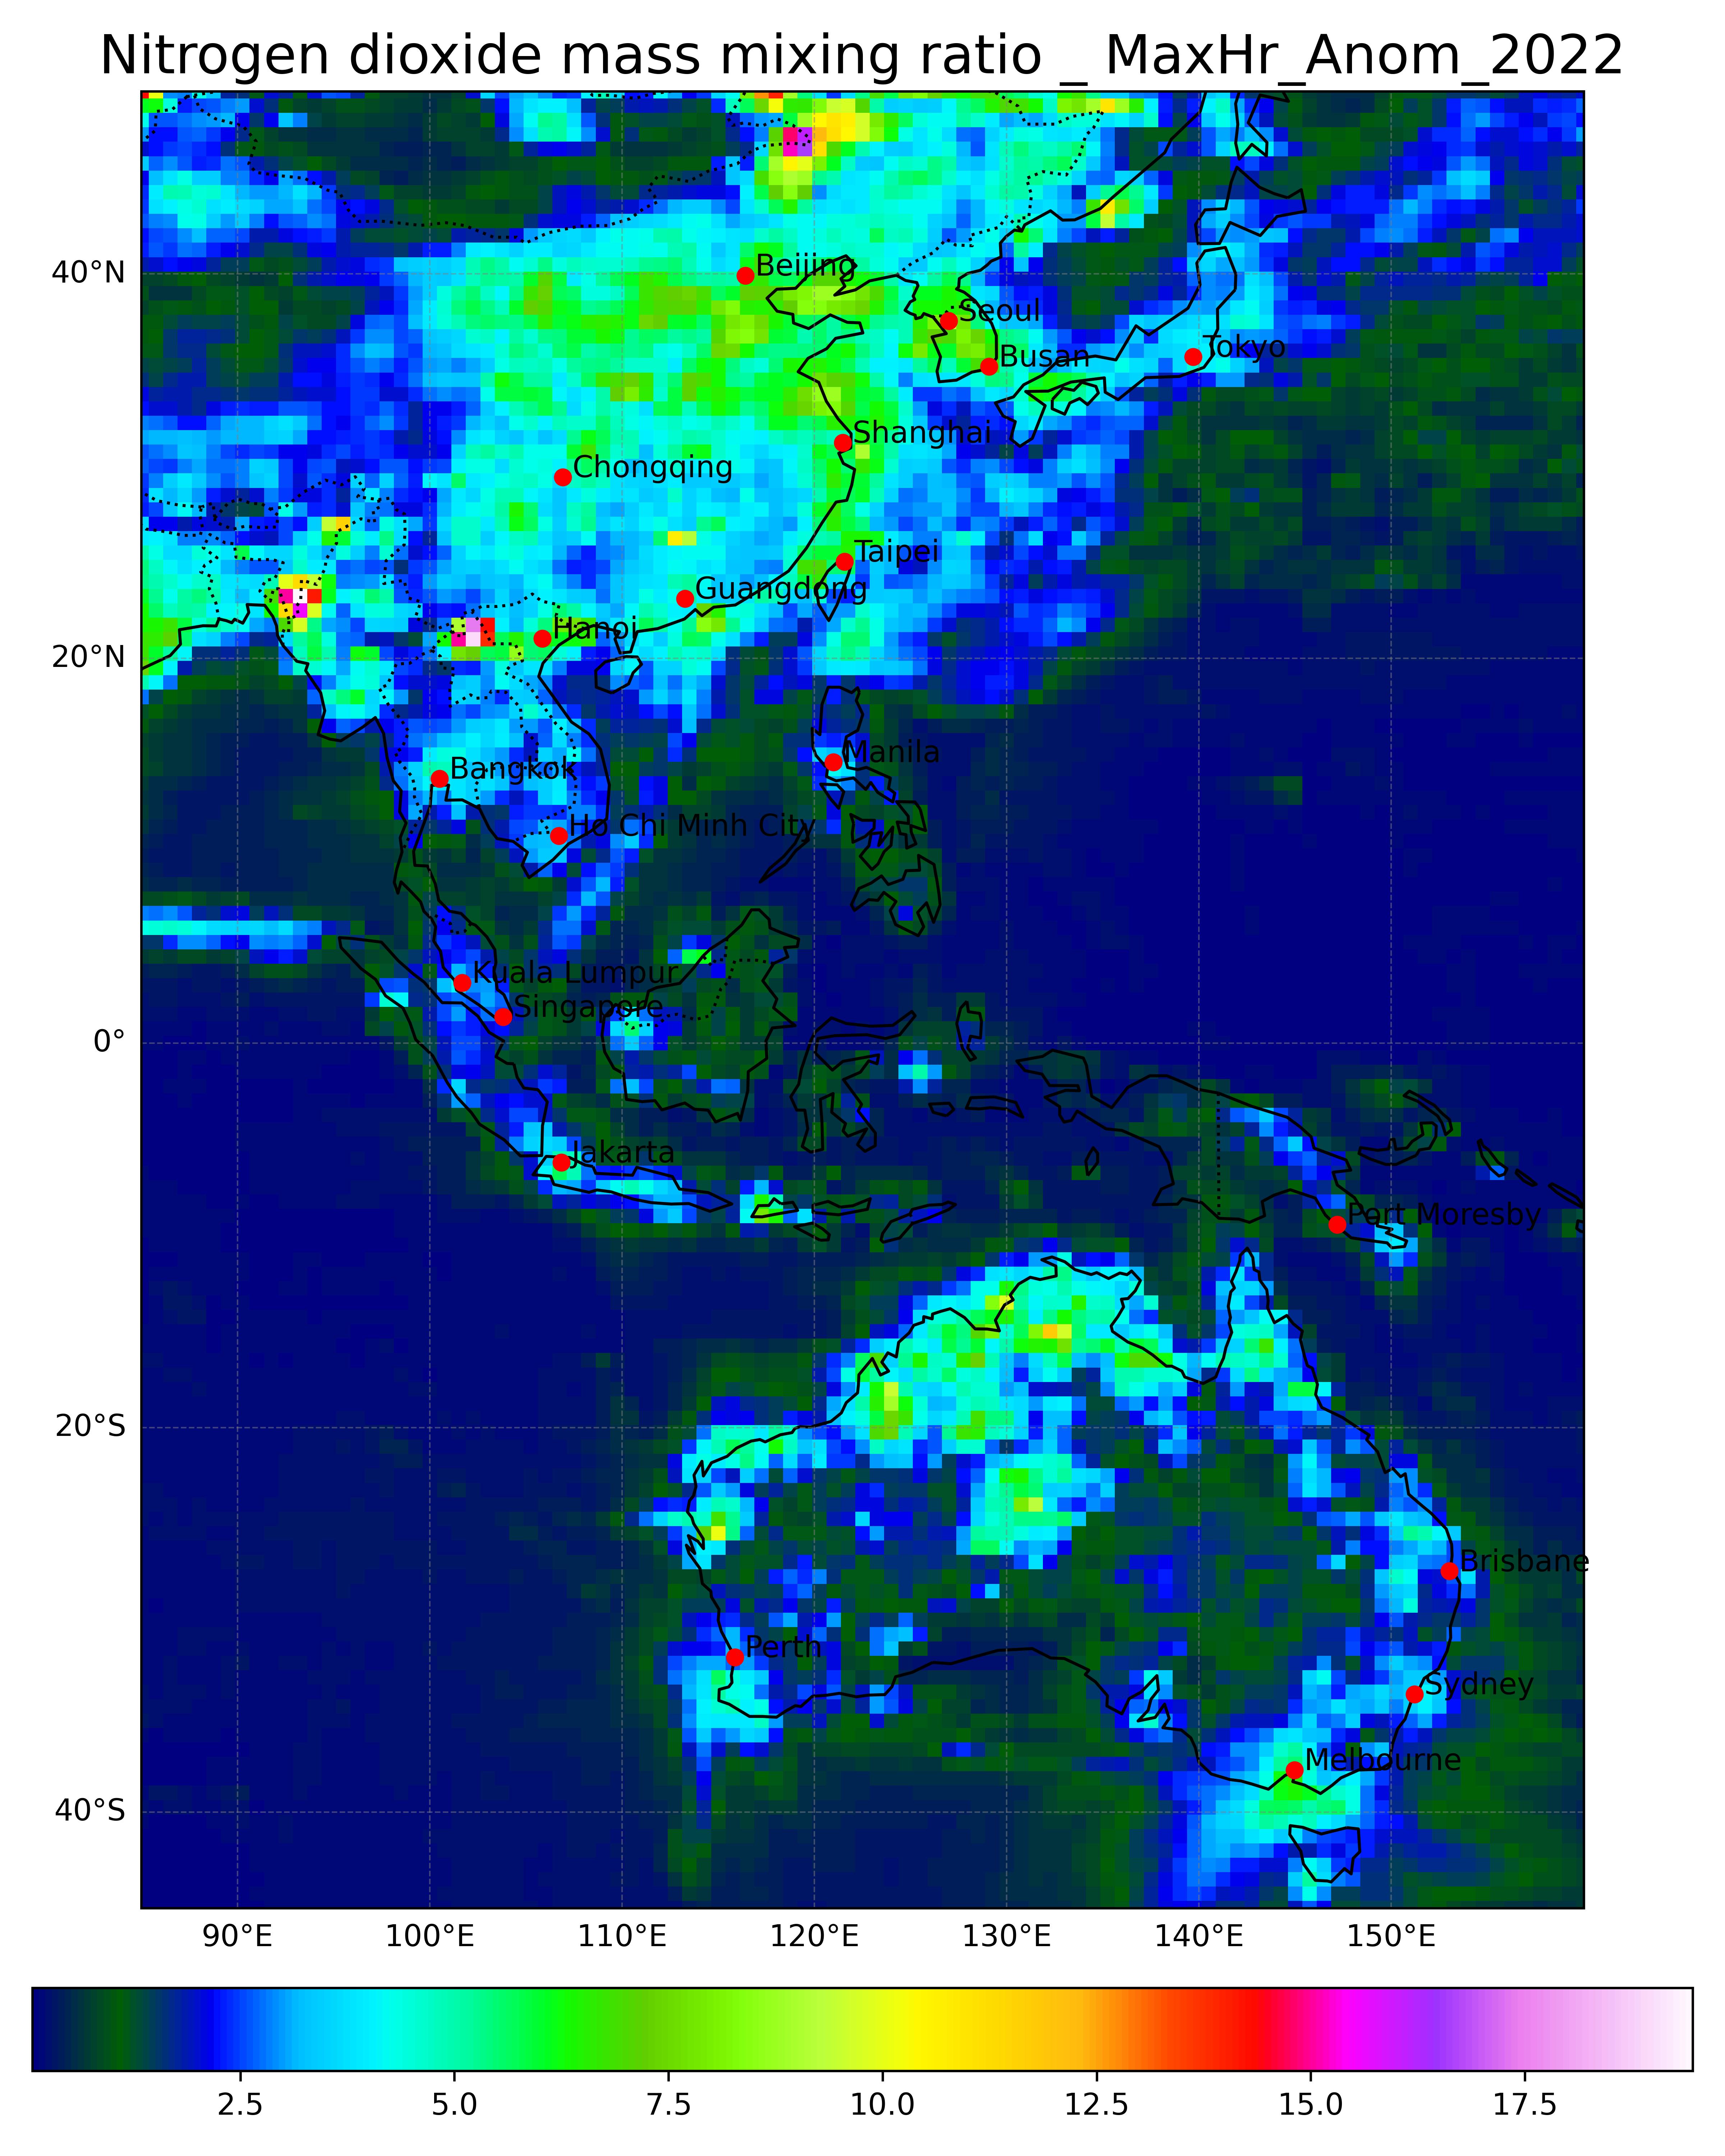 Nitrogen dioxide mass mixing ratio _ MaxHr_Anom_2022
40°N
20°N
0°
20°S
40°S
Beijing
Seoul
Busan
Tokyo
Shanghai
Chongqing
Taipei
Guangdong
Hanoi
Manila
Bangkok
Ho Chi Minh City
Kuala Lumpur
Singapore
Jakarta
Port Moresby
Brisbane
Perth
Sydney
Melbourne
90°E 100°E 110°E 120°E 130°E 140°E 150°E
2.5 5.0 7.5 10.0 12.5 15.0 17.5